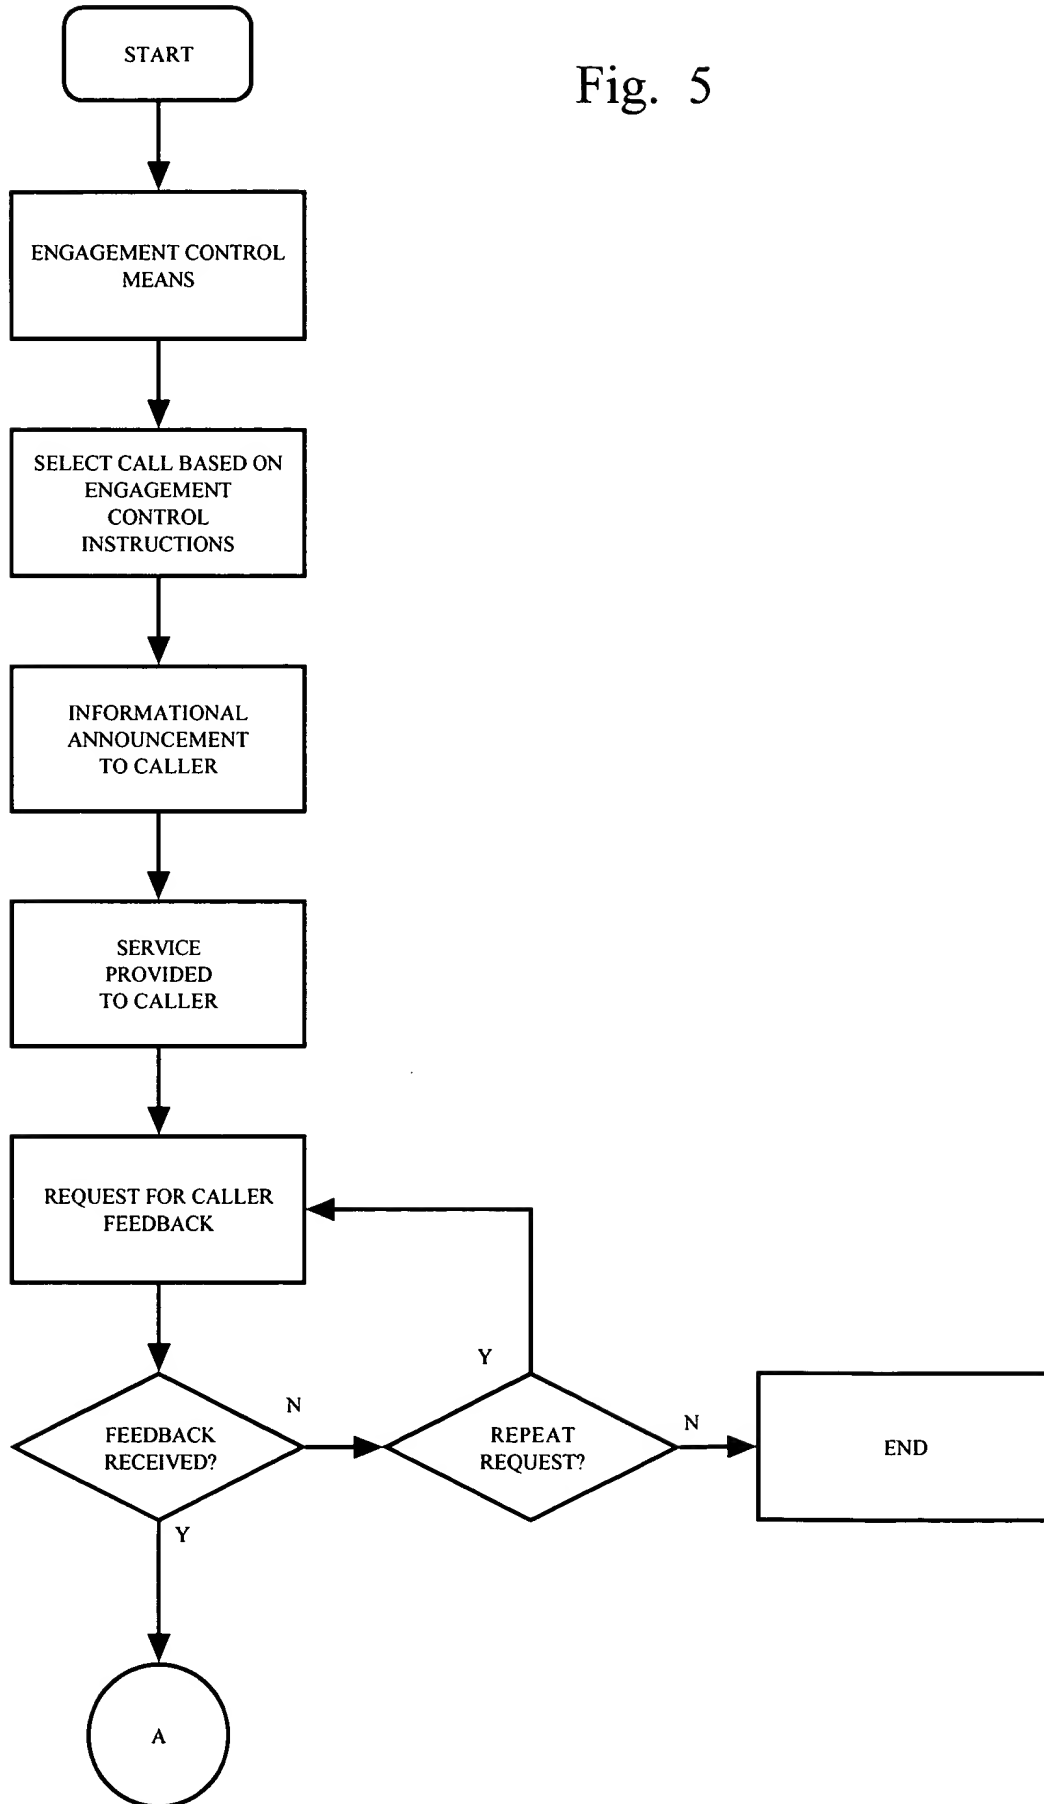 START
Fig. 5
ENGAGEMENT CONTROL
MEANS
SELECT CALL BASED ON
ENGAGEMENT
CONTROL
INSTRUCTIONS
INFORMATIONAL
ANNOUNCEMENT
TO CALLER
SERVICE
PROVIDED
TO CALLER
REQUEST FOR CALLER
FEEDBACK
FEEDBACK
RECEIVED?
N
Y
REPEAT
REQUEST?
Y
N
END
A